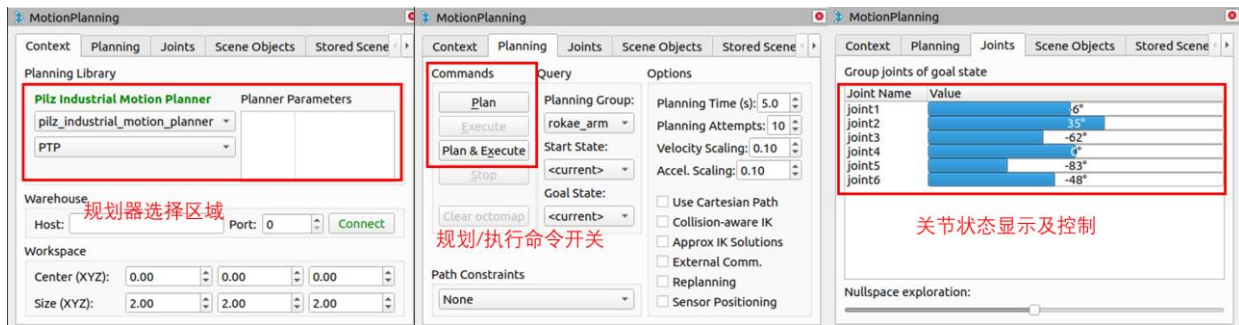 MotionPlanning
Context Planning Joints Scene Objects Stored Scene
Planning Library
Pilz Industrial Motion Planner Planner Parameters
pilz_industrial_motion_planner
PTP
Warehouse
规划器选择区域
Host: Port: 0 Connect
Workspace
Center (XYZ): 0.00 0.00 0.00
Size (XYZ): 2.00 2.00 2.00
MotionPlanning
Context Planning Joints Scene Objects Stored Scene
Commands Query Options
Plan Planning Group: Planning Time (s): 5.0
Execute rokae_arm Planning Attempts: 10
Plan & Execute Start State: Velocity Scaling: 0.10
Stop <current> Accel. Scaling: 0.10
Goal State: Use Cartesian Path
Clear octomap <current> Collision-aware IK
规划/执行命令开关 Approx IK Solutions
External Comm.
Path Constraints Replanning
None Sensor Positioning
MotionPlanning
Context Planning Joints Scene Objects Stored Scene
Group joints of goal state
Joint Name Value
joint1 -6°
joint2 35°
joint3 -62°
joint4
joint5 -83°
joint6 -48°
关节状态显示及控制
Nullspace exploration: